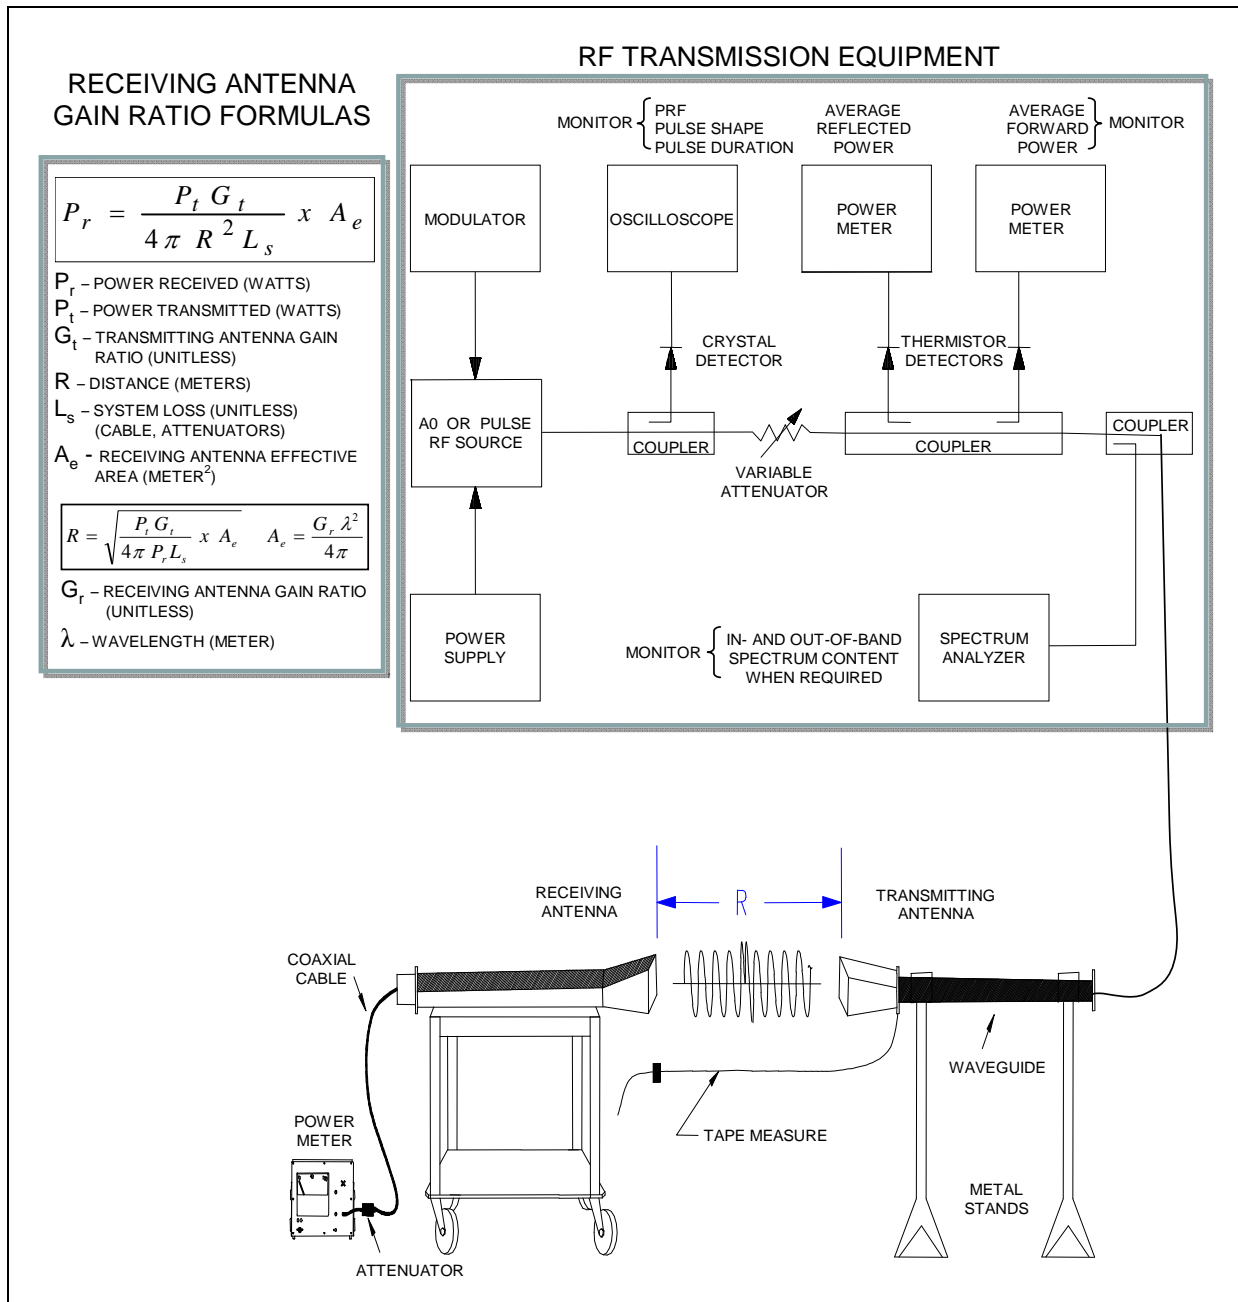 RF TRANSMISSION EQUIPMENT
RECEIVING ANTENNA
GAIN RATIO FORMULAS
P_r = \frac{P_t G_t}{4 π R^2 L_s} x A_e
P_r – POWER RECEIVED (WATTS)
P_t – POWER TRANSMITTED (WATTS)
G_t – TRANSMITTING ANTENNA GAIN
RATIO (UNITLESS)
R – DISTANCE (METERS)
L_s – SYSTEM LOSS (UNITLESS)
(CABLE, ATTENUATORS)
A_e - RECEIVING ANTENNA EFFECTIVE
AREA (METER²)
R = \sqrt{\frac{P_t G_t}{4π P_r L_s} x A_e} A_e = \frac{G_r λ^2}{4π}
G_r – RECEIVING ANTENNA GAIN RATIO
(UNITLESS)
λ – WAVELENGTH (METER)
MONITOR { PRF
PULSE SHAPE
PULSE DURATION
AVERAGE
REFLECTED
POWER
AVERAGE
FORWARD
POWER
} MONITOR
MODULATOR
OSCILLOSCOPE
POWER
METER
POWER
METER
CRYSTAL
DETECTOR
THERMISTOR
DETECTORS
A0 OR PULSE
RF SOURCE
COUPLER
VARIABLE
ATTENUATOR
COUPLER
COUPLER
POWER
SUPPLY
MONITOR { IN- AND OUT-OF-BAND
SPECTRUM CONTENT
WHEN REQUIRED
SPECTRUM
ANALYZER
RECEIVING
ANTENNA
R
TRANSMITTING
ANTENNA
COAXIAL
CABLE
WAVEGUIDE
TAPE MEASURE
POWER
METER
METAL
STANDS
ATTENUATOR